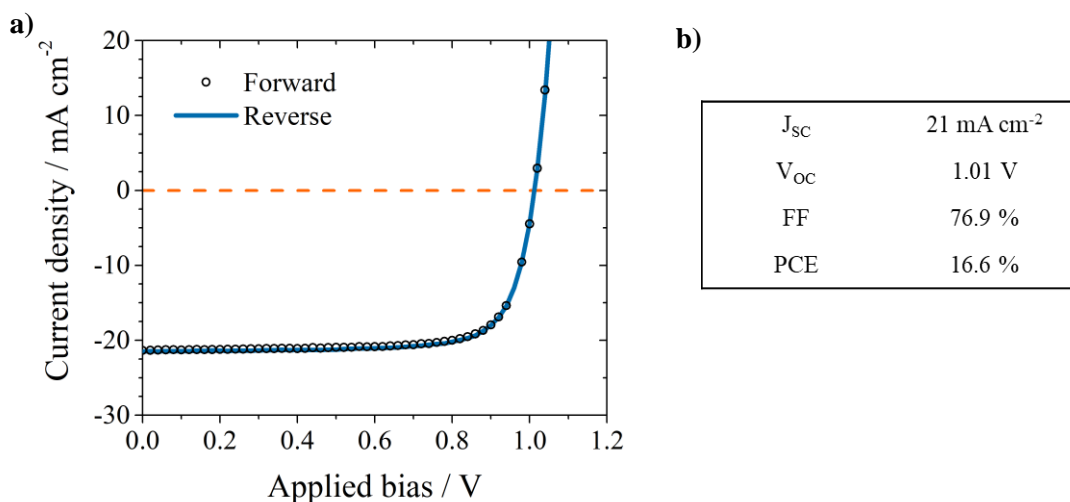 a)
20
10
0
-10
-20
-30
Current density / mA cm⁻²
Forward
Reverse
0.0 0.2 0.4 0.6 0.8 1.0 1.2
Applied bias / V
b)
J_SC 21 mA cm⁻²
V_OC 1.01 V
FF 76.9 %
PCE 16.6 %